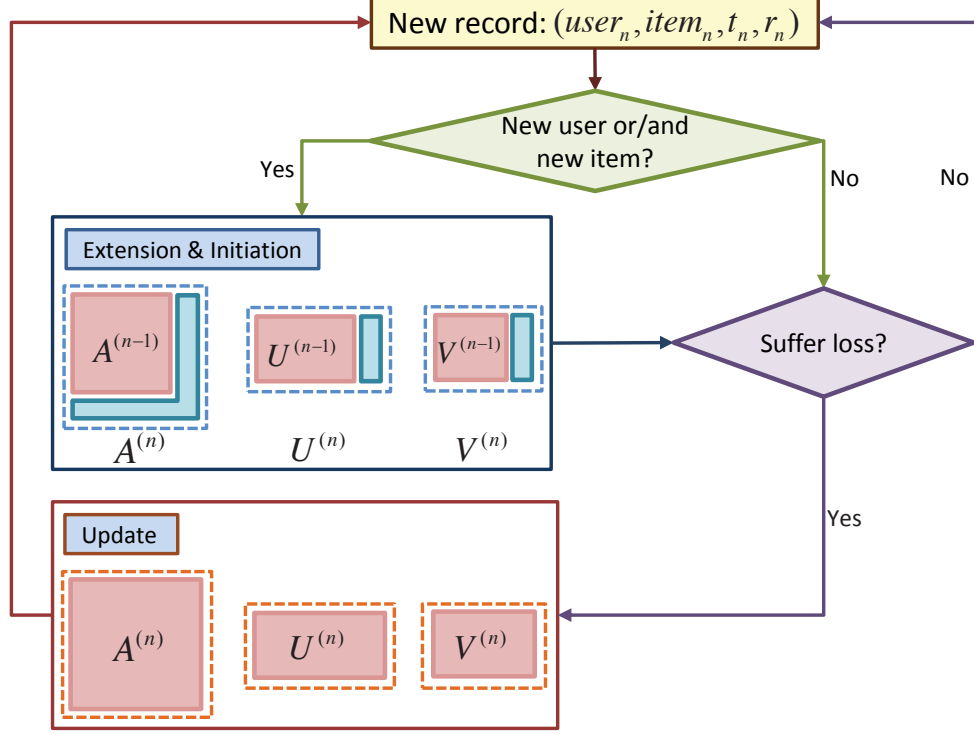 New record: (user_n, item_n, t_n, r_n)
New user or/and
new item?
Yes
No
No
Extension & Initiation
A^(n−1)
U^(n−1)
V^(n−1)
Suffer loss?
A^(n)
U^(n)
V^(n)
Yes
Update
A^(n)
U^(n)
V^(n)